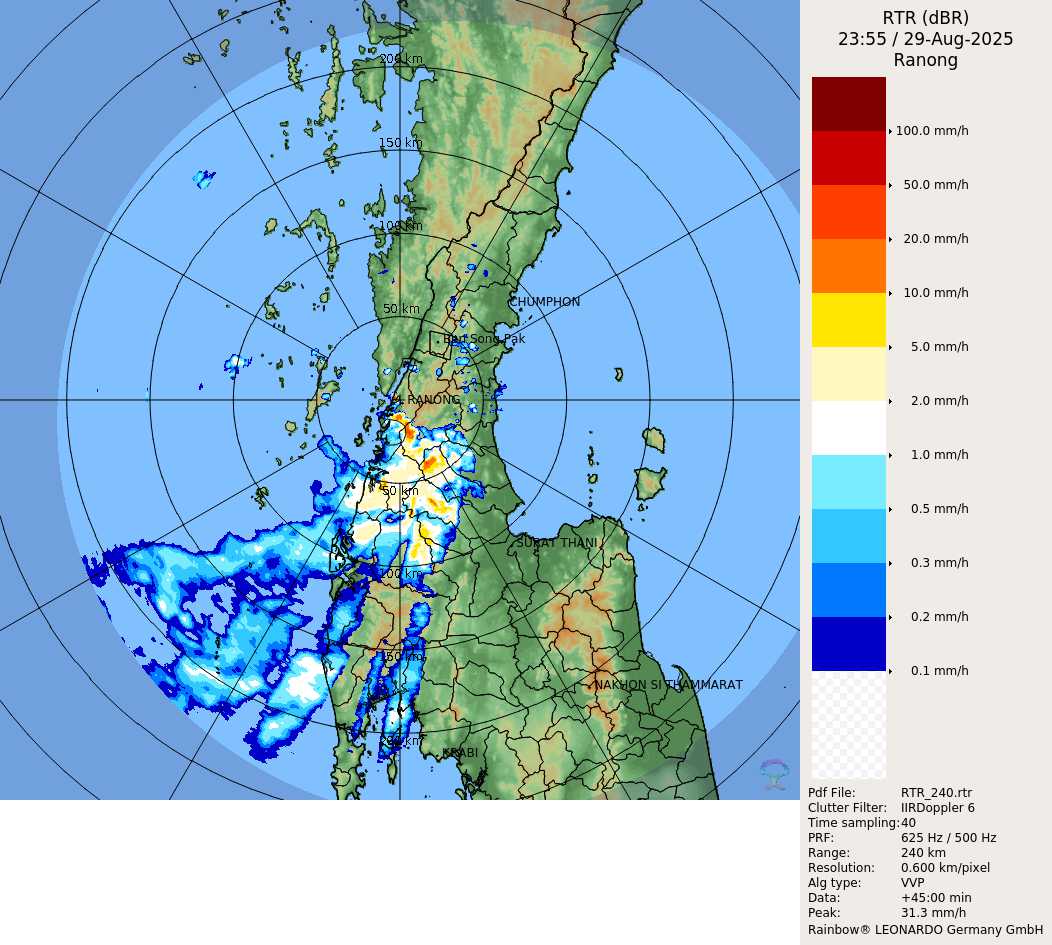 RTR (dBR)
23:55 / 29-Aug-2025
Ranong
200 km
150 km
100 km
50 km
CHUMPHON
Ban Song Pak
RANONG
50 km
SURAT THANI
100 km
150 km
NAKHON SI THAMMARAT
200 km
KRABI
100.0 mm/h
50.0 mm/h
20.0 mm/h
10.0 mm/h
5.0 mm/h
2.0 mm/h
1.0 mm/h
0.5 mm/h
0.3 mm/h
0.2 mm/h
0.1 mm/h
Pdf File: RTR_240.rtr
Clutter Filter: IIRDoppler 6
Time sampling:40
PRF: 625 Hz / 500 Hz
Range: 240 km
Resolution: 0.600 km/pixel
Alg type: VVP
Data: +45:00 min
Peak: 31.3 mm/h
Rainbow® LEONARDO Germany GmbH